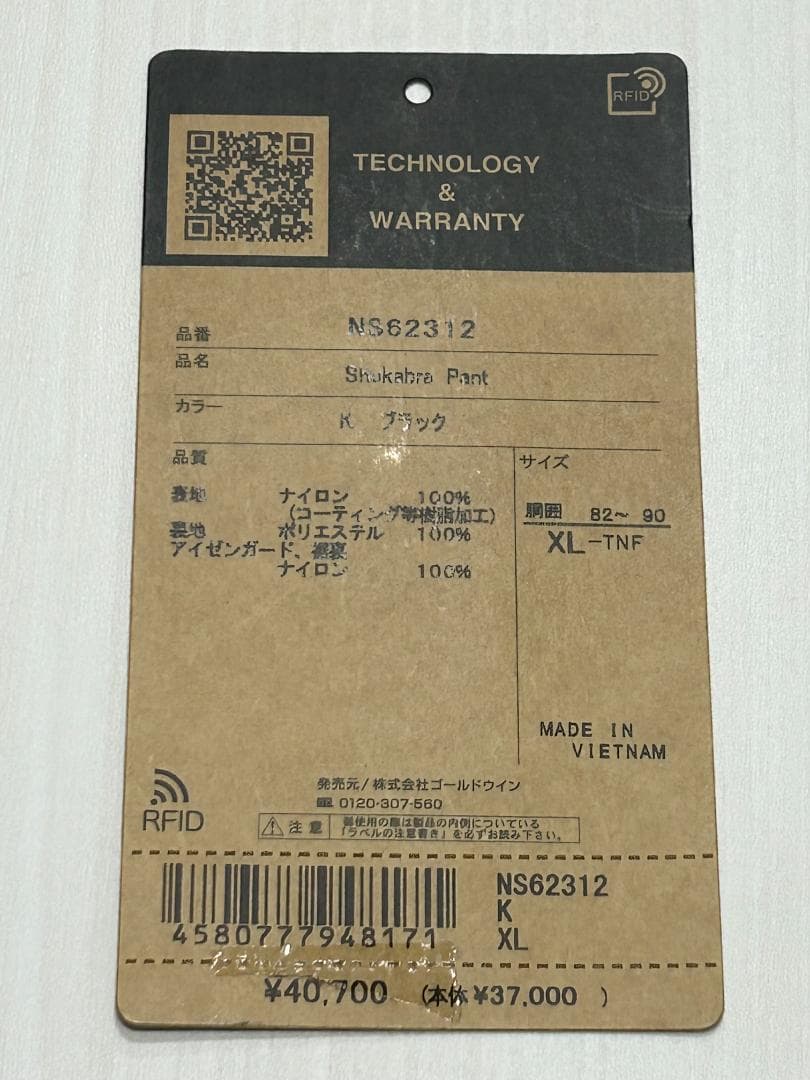 RFID
TECHNOLOGY
&
WARRANTY
品番 NS62312
品名 Shukabra Pant
カラー K ブラック
品質
サイズ
表地 ナイロン 100%
(コーティング等樹脂加工)
裏地 ポリエステル 100%
アイゼンガード、裾裏
ナイロン 100%
胴囲 82~ 90
XL-TNF
MADE IN
VIETNAM
発売元/株式会社ゴールドウイン
0120-307-560
RFID
注意 御使用の際は製品の内側についている
「ラベルの注意書き」を必ずお読み下さい。
4580777948171
NS62312
K
XL
¥40,700 (本体¥37,000 )